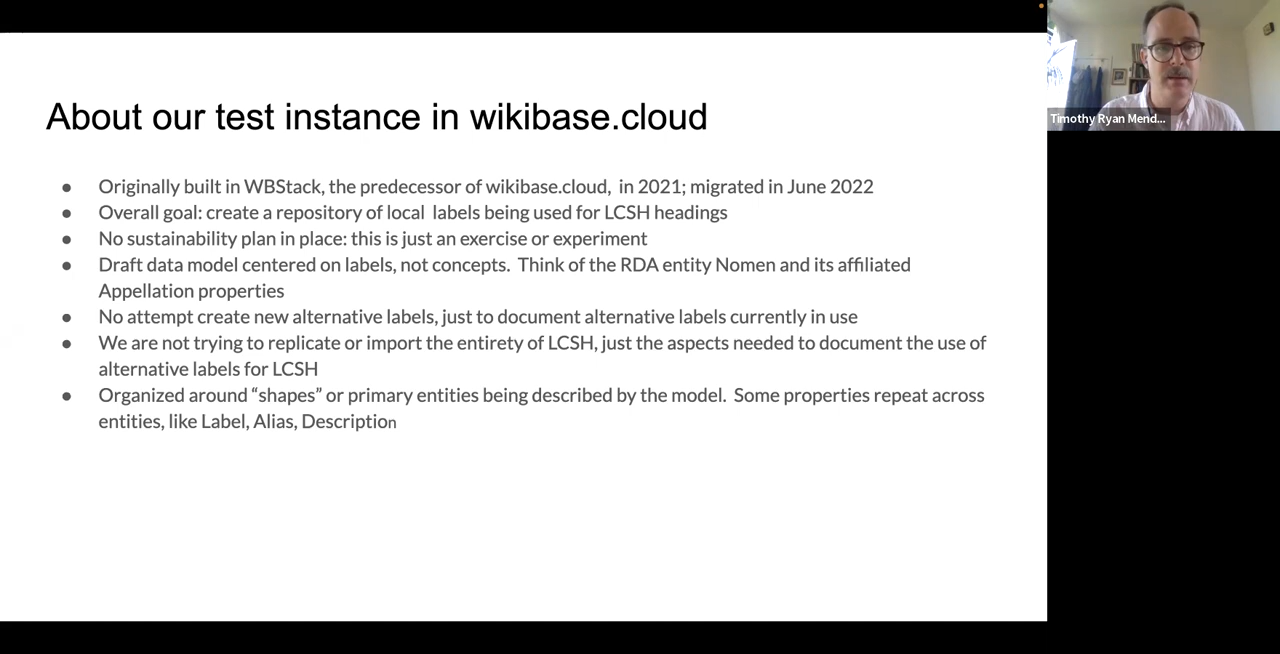 About our test instance in wikibase.cloud
● Originally built in WBStack, the predecessor of wikibase.cloud,  in 2021; migrated in June 2022
● Overall goal: create a repository of local  labels being used for LCSH headings
● No sustainability plan in place: this is just an exercise or experiment
● Draft data model centered on labels, not concepts.  Think of the RDA entity Nomen and its affiliated
Appellation properties
● No attempt create new alternative labels, just to document alternative labels currently in use
● We are not trying to replicate or import the entirety of LCSH, just the aspects needed to document the use of
alternative labels for LCSH
● Organized around “shapes” or primary entities being described by the model.  Some properties repeat across
entities, like Label, Alias, Description
Timothy Ryan Mend...